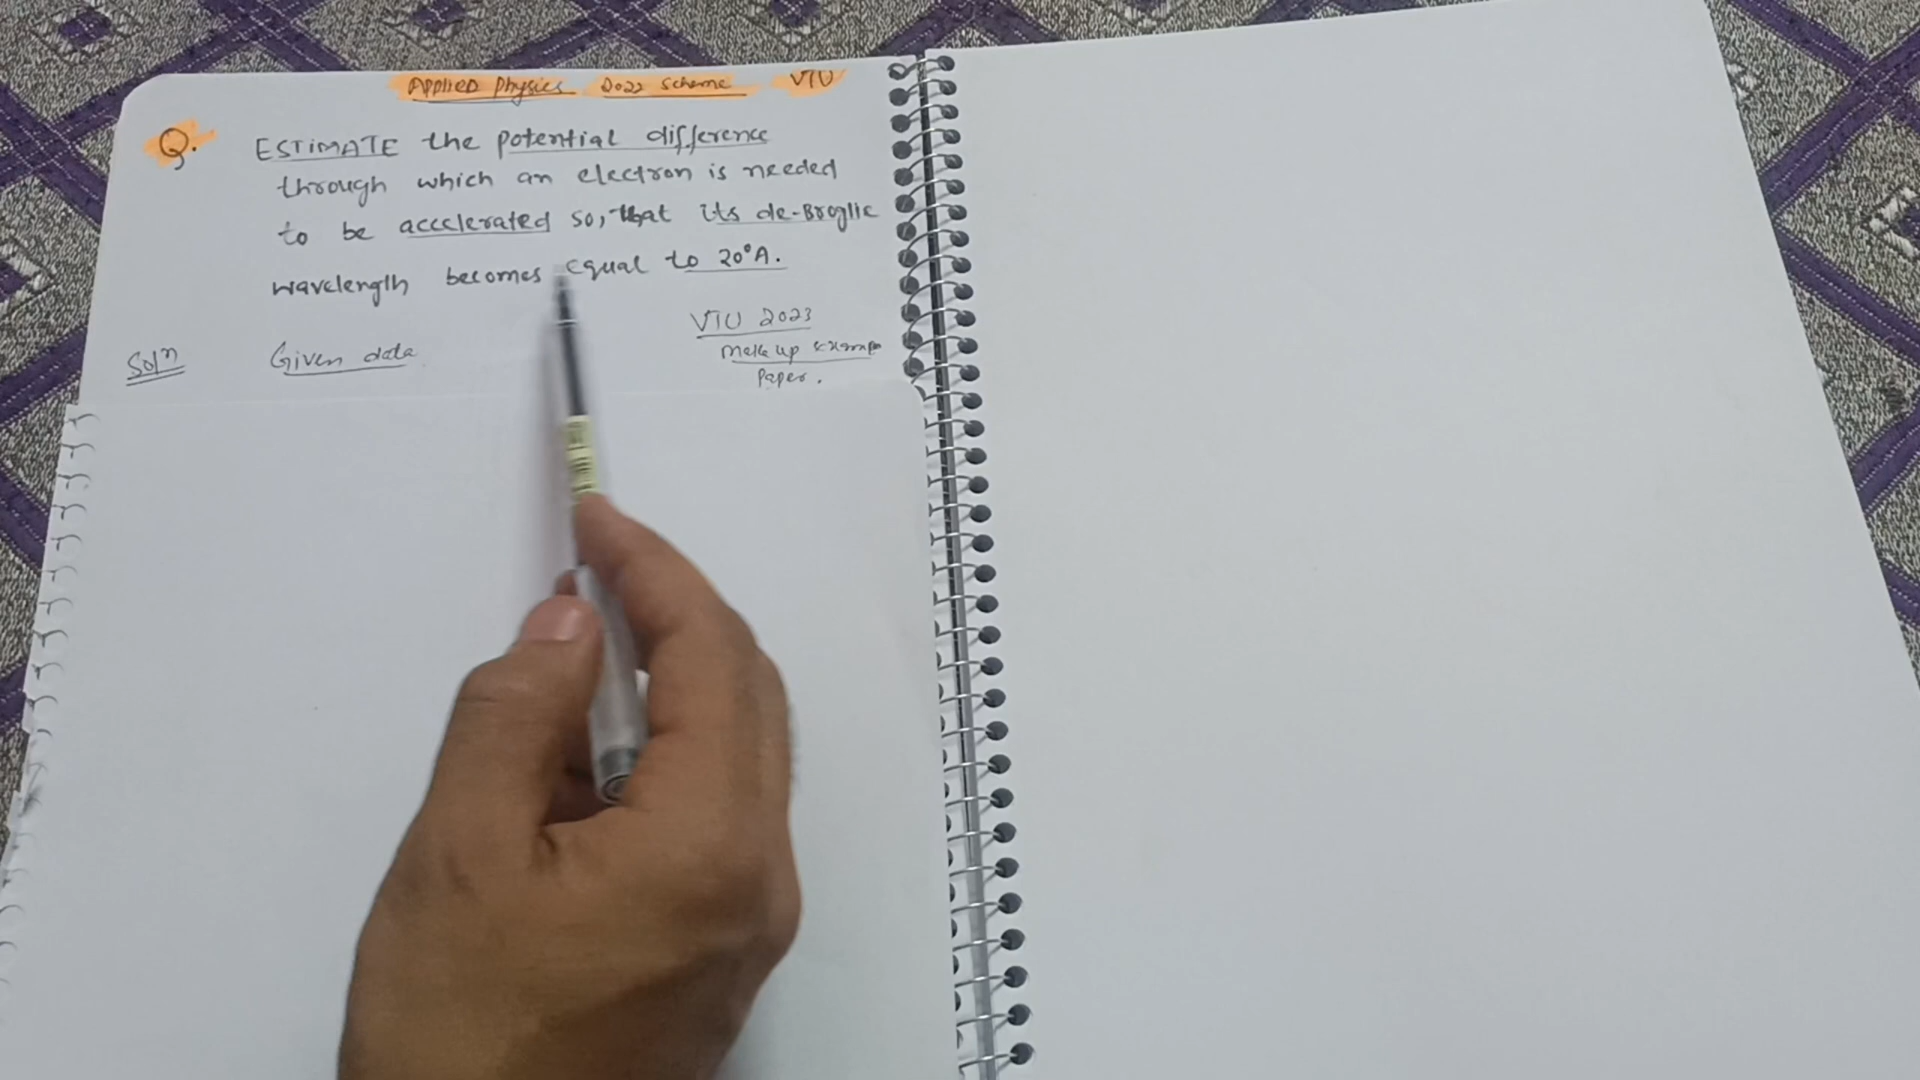 Applied Physics 2022 Scheme VTU
Q. ESTIMATE the potential difference
through which an electron is needed
to be accelerated so, that its de-Broglie
wavelength becomes equal to 20°A.
VTU 2023
Make up scheme
Paper.
Solⁿ Given data